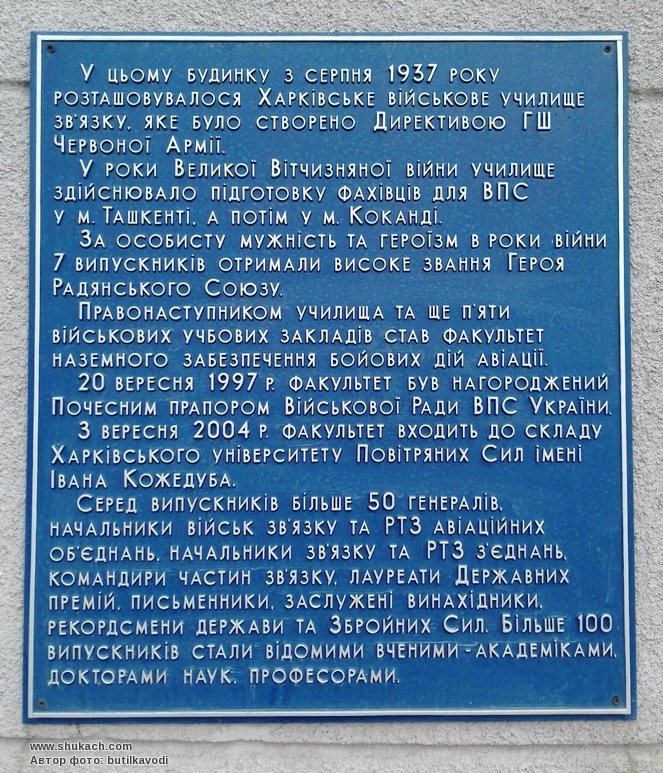 У цьому будинку з серпня 1937 року
розташовувалося Харківське військове училище
зв'язку, яке було створено Директивою ГШ
Червоної Армії.
У роки Великої Вітчизняної війни училище
здійснювало підготовку фахівців для ВПС
у м. Ташкенті, а потім у м. Коканді.
За особисту мужність та героїзм в роки війни
7 випускників отримали високе звання Героя
Радянського Союзу.
Правонаступником училища та ще п'яти
військових учбових закладів став факультет
наземного забезпечення бойових дій авіації.
20 вересня 1997 р. факультет був нагороджений
Почесним прапором Військової Ради ВПС України.
З вересня 2004 р. факультет входить до складу
Харківського університету Повітряних Сил імені
Івана Кожедуба.
Серед випускників більше 50 генералів,
начальники військ зв'язку та РТЗ авіаційних
об'єднань, начальники зв'язку та РТЗ з'єднань,
командири частин зв'язку, лауреати Державних
премій, письменники, заслужені винахідники,
рекордсмени держави та Збройних Сил. Більше 100
випускників стали відомими вченими-академіками,
докторами наук, професорами.
www.shukach.com
Автор фото: butilkavodi